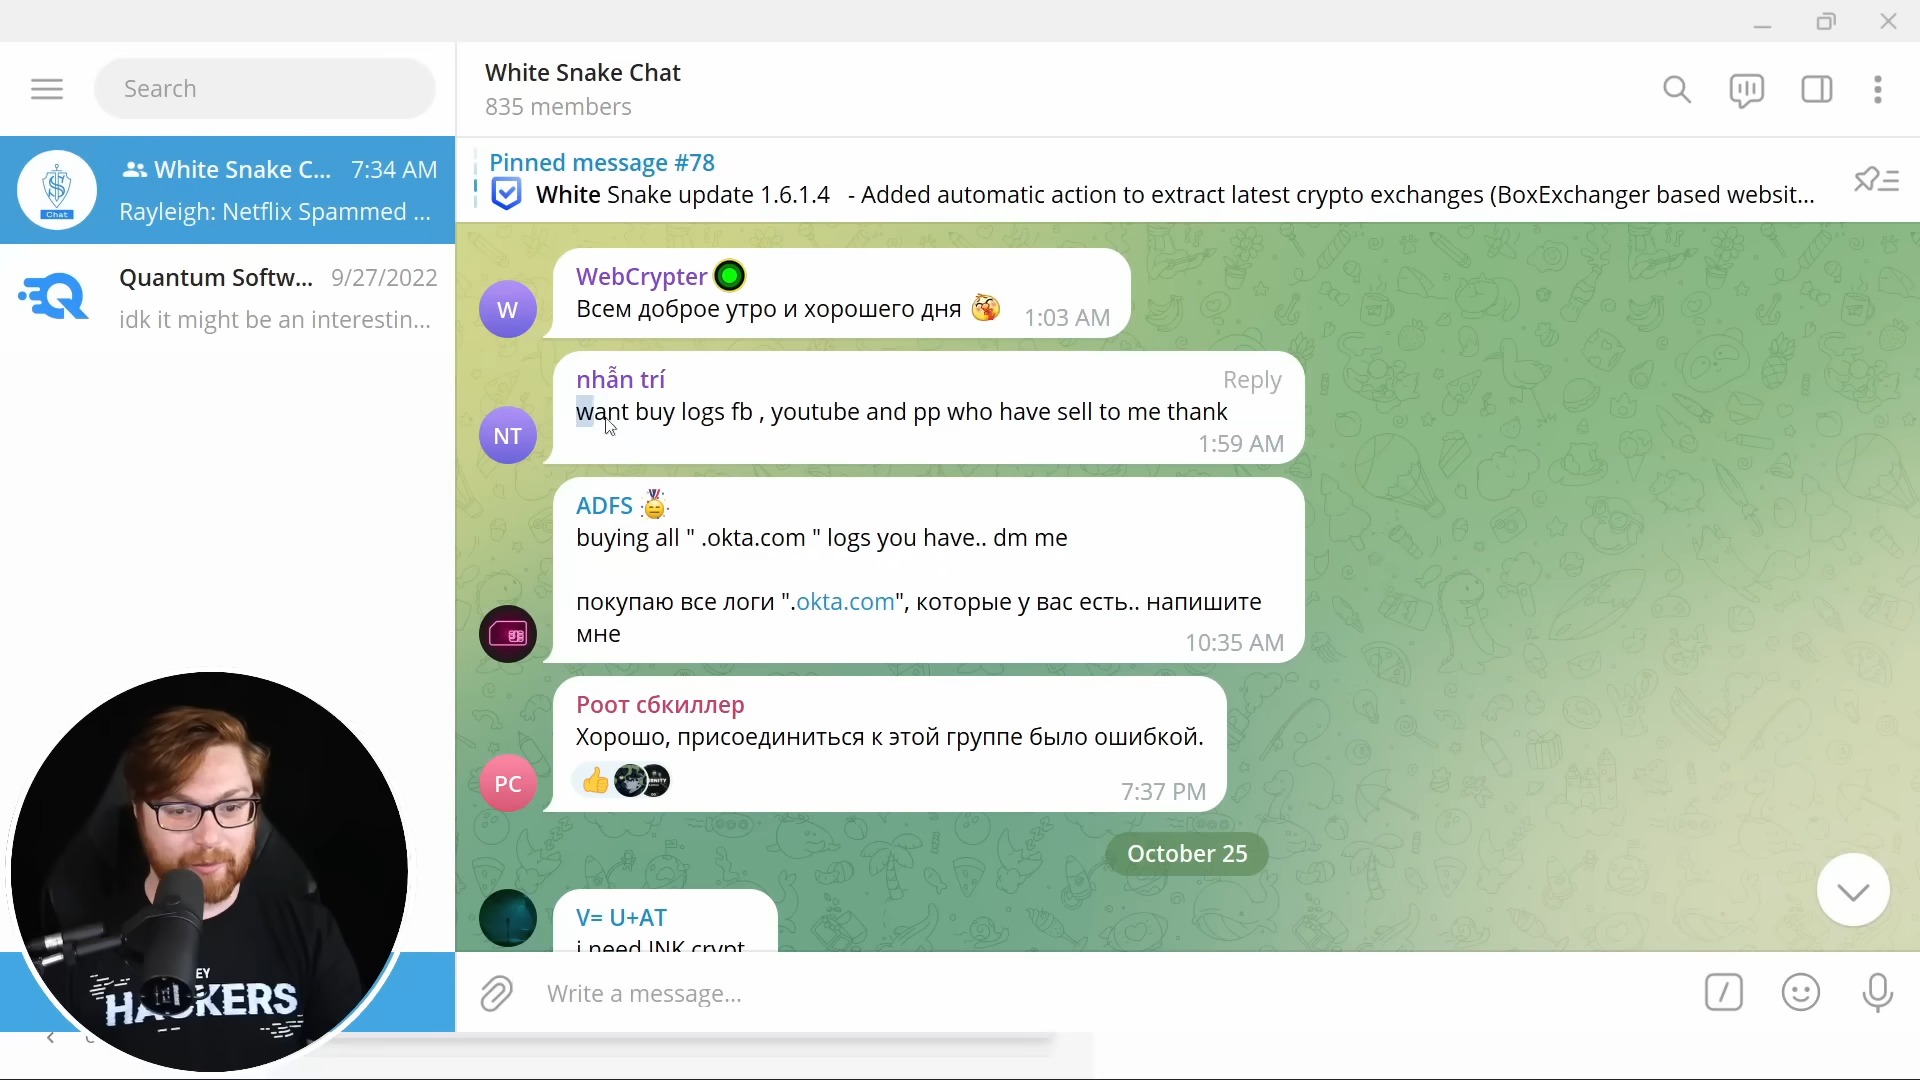 Search
White Snake Chat
835 members
White Snake C... 7:34 AM
Rayleigh: Netflix Spammed ...
Chat
Quantum Softw... 9/27/2022
idk it might be an interestin...
Pinned message #78
White Snake update 1.6.1.4 - Added automatic action to extract latest crypto exchanges (BoxExchanger based websit...
WebCrypter
W
Всем доброе утро и хорошего дня 1:03 AM
nhẫn trí Reply
want buy logs fb , youtube and pp who have sell to me thank
NT
1:59 AM
ADFS
buying all " .okta.com " logs you have.. dm me
покупаю все логи ".okta.com", которые у вас есть.. напишите
мне
10:35 AM
Роот сбкиллер
Хорошо, присоединиться к этой группе было ошибкой.
PC
7:37 PM
October 25
V= U+AT
i need INK crypt
Write a message...
EY
HACKERS